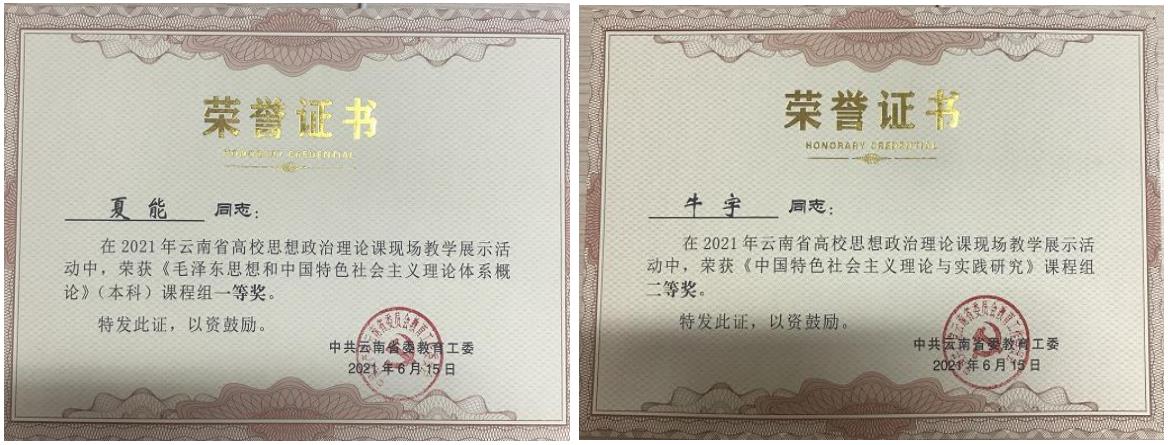 荣誉证书
HONORARY CREDENTIAL
夏能 同志：
在2021年云南省高校思想政治理论课现场教学展示活
动中，荣获《毛泽东思想和中国特色社会主义理论体系概
论》（本科）课程组一等奖。
特发此证，以资鼓励。
中共云南省委教育工委
2021年6月15日
荣誉证书
HONORARY CREDENTIAL
牛宇 同志：
在2021年云南省高校思想政治理论课现场教学展示活
动中，荣获《中国特色社会主义理论与实践研究》课程组
二等奖。
特发此证，以资鼓励。
中共云南省委教育工委
2021年6月15日